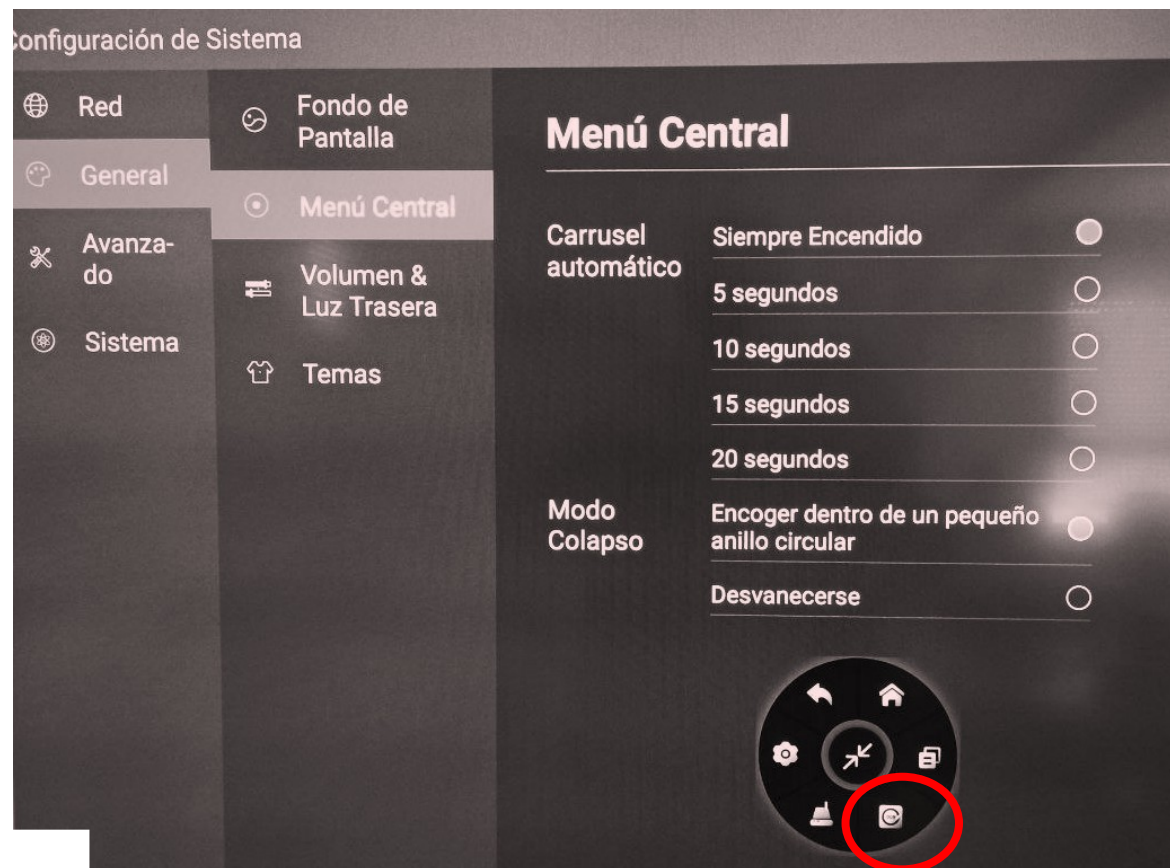 Configuración de Sistema
Red
General
Avanza-
do
Sistema
Fondo de
Pantalla
Menú Central
Volumen &
Luz Trasera
Temas
Menú Central
Carrusel
automático
Siempre Encendido
5 segundos
10 segundos
15 segundos
20 segundos
Modo
Colapso
Encoger dentro de un pequeño
anillo circular
Desvanecerse